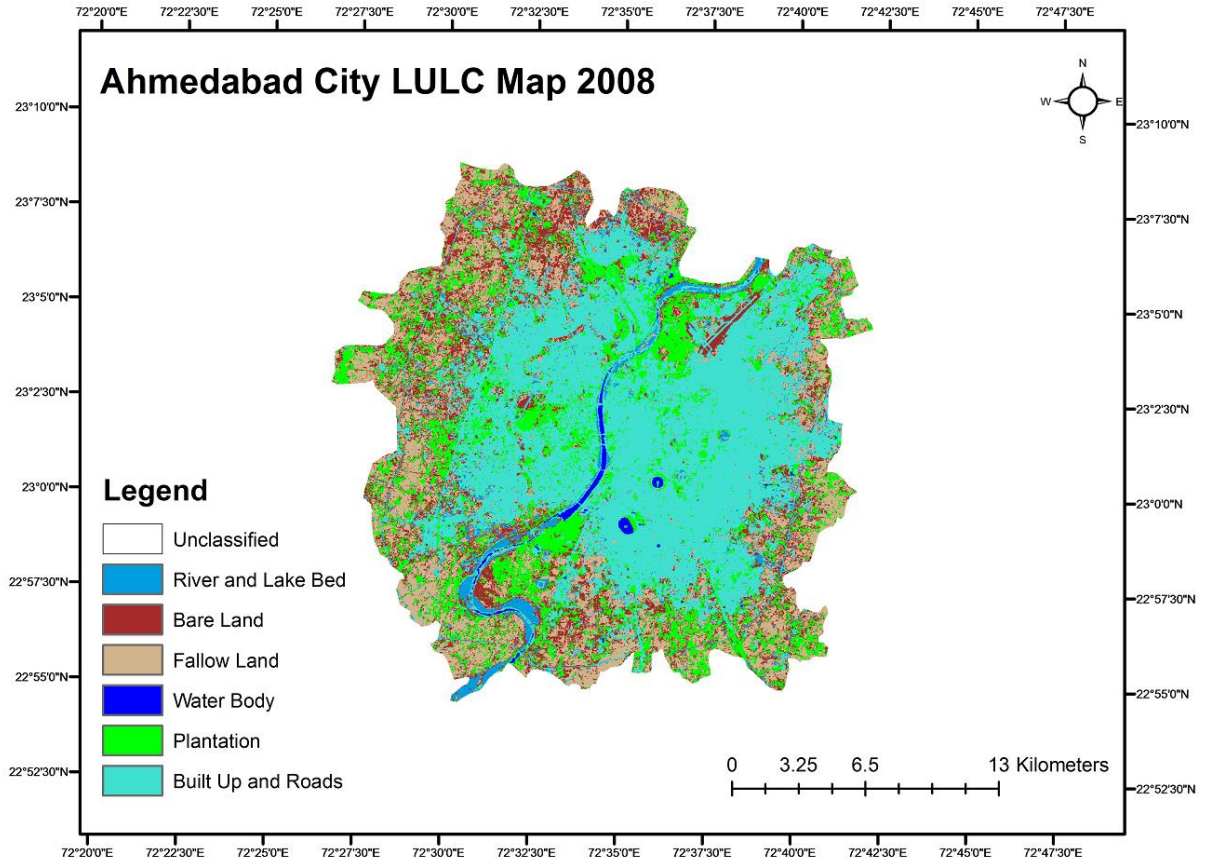 72°20'0"E 72°22'30"E 72°25'0"E 72°27'30"E 72°30'0"E 72°32'30"E 72°35'0"E 72°37'30"E 72°40'0"E 72°42'30"E 72°45'0"E 72°47'30"E
Ahmedabad City LULC Map 2008
N
W E
S
23°10'0"N
23°7'30"N
23°5'0"N
23°2'30"N
23°0'0"N
22°57'30"N
22°55'0"N
22°52'30"N
23°10'0"N
23°7'30"N
23°5'0"N
23°2'30"N
23°0'0"N
22°57'30"N
22°55'0"N
22°52'30"N
Legend
Unclassified
River and Lake Bed
Bare Land
Fallow Land
Water Body
Plantation
Built Up and Roads
0 3.25 6.5 13 Kilometers
72°20'0"E 72°22'30"E 72°25'0"E 72°27'30"E 72°30'0"E 72°32'30"E 72°35'0"E 72°37'30"E 72°40'0"E 72°42'30"E 72°45'0"E 72°47'30"E